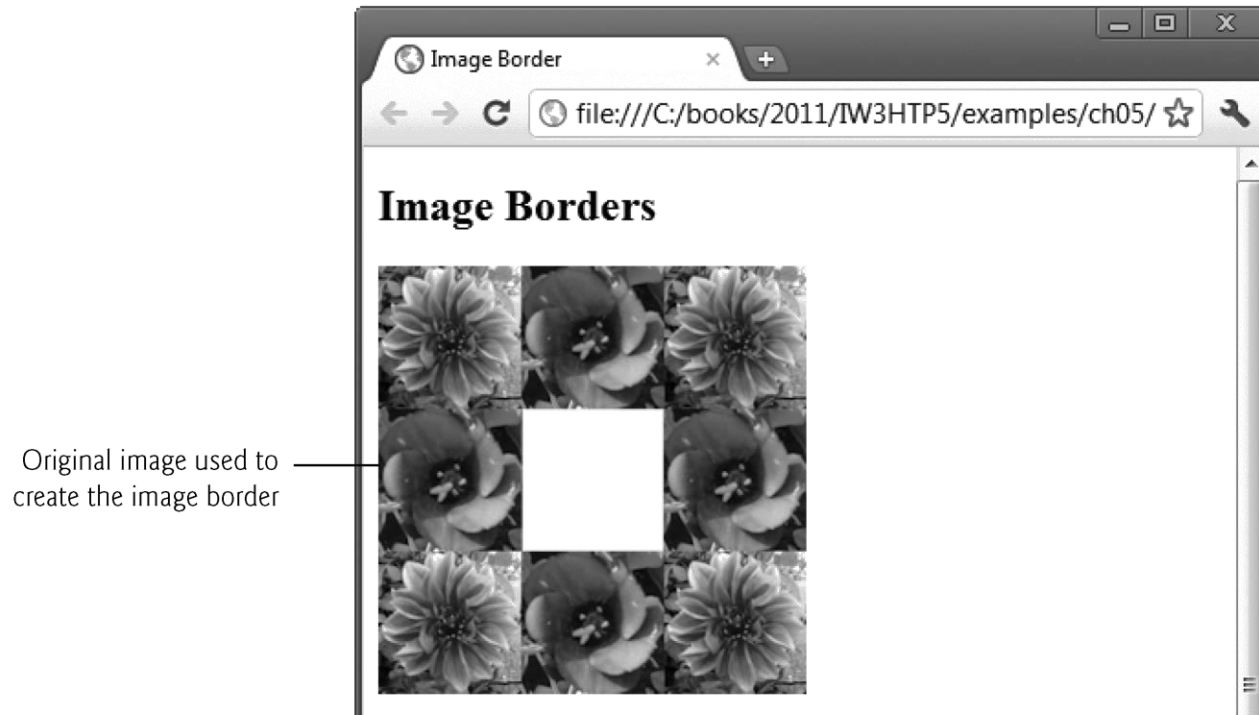 Image Border
file:///C:/books/2011/IW3HTP5/examples/ch05/
Image Borders
Original image used to
create the image border